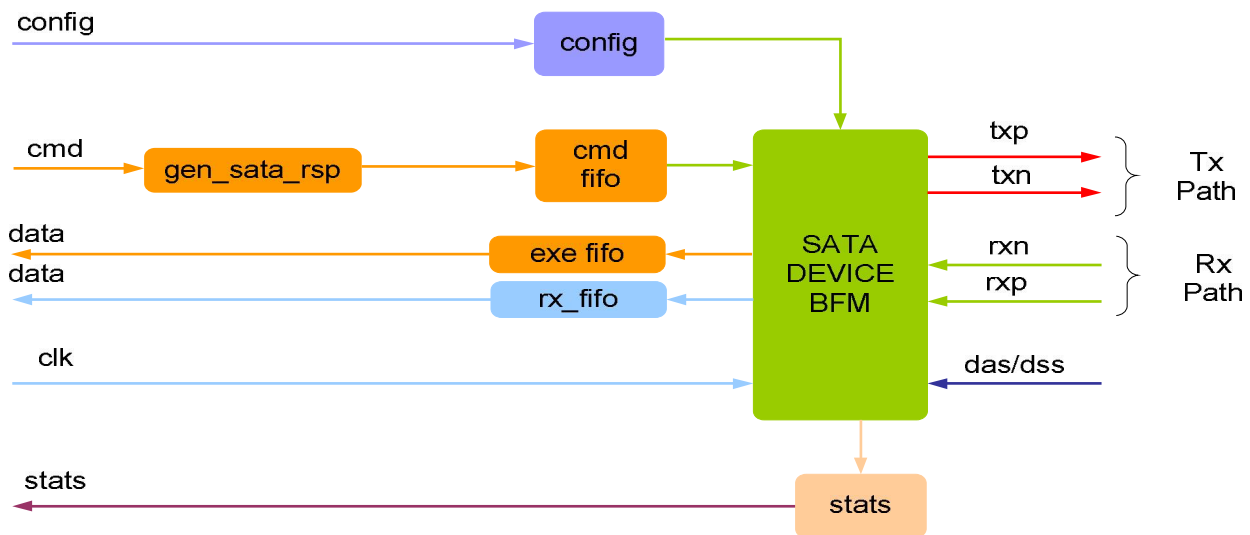 config
config
cmd
gen_sata_rsp
cmd
fifo
txp
txn
Tx
Path
data
exe fifo
data
rx_fifo
SATA
DEVICE
BFM
rxn
rxp
Rx
Path
clk
das/dss
stats
stats